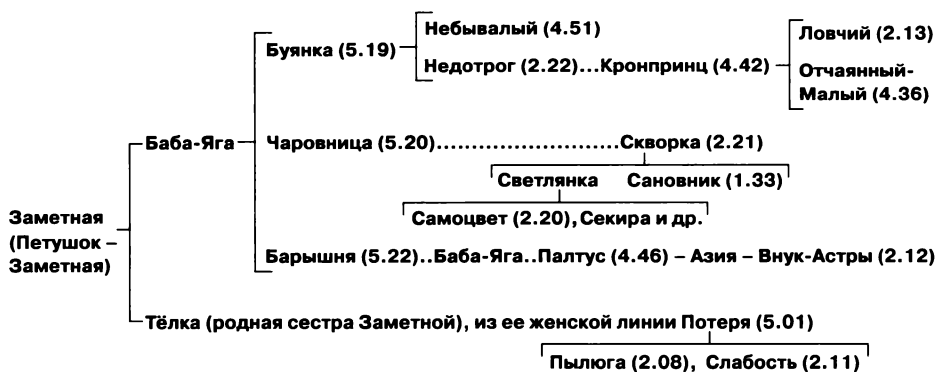 Небывалый (4.51)
Ловчий (2.13)
Буянка (5.19)
Недотрог (2.22)...Кронпринц (4.42)
Отчаянный-
Малый (4.36)
Баба-Яга
Чаровница (5.20)............................Скворка (2.21)
Светлянка Сановник (1.33)
Заметная
(Петушок –
Заметная)
Самоцвет (2.20), Секира и др.
Барышня (5.22)..Баба-Яга..Палтус (4.46) – Азия – Внук-Астры (2.12)
Тёлка (родная сестра Заметной), из ее женской линии Потеря (5.01)
Пылюга (2.08), Слабость (2.11)